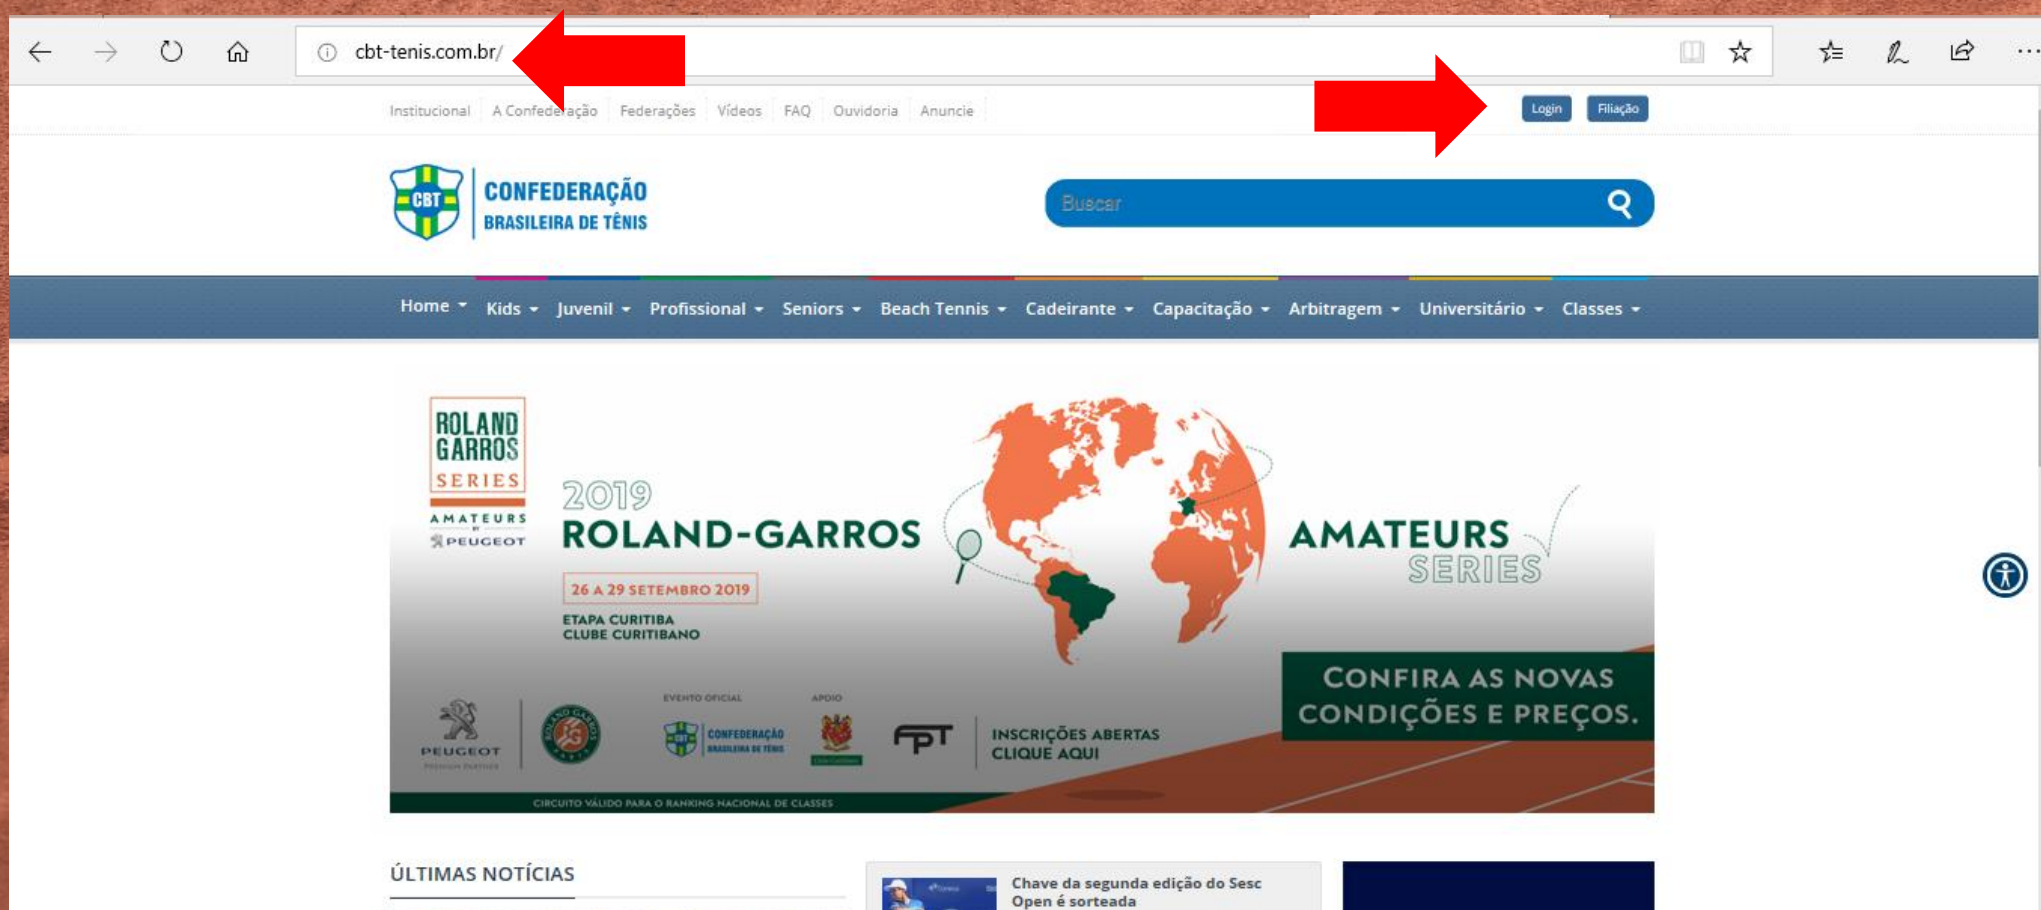 cbt-tenis.com.br/
Institucional A Confederação Federações Vídeos FAQ Ouvidoria Anuncie
Login Filiação
CBT
CONFEDERAÇÃO
BRASILEIRA DE TÊNIS
Buscar
Home Kids Juvenil Profissional Seniors Beach Tennis Cadeirante Capacitação Arbitragem Universitário Classes
ROLAND
GARROS
SERIES
AMATEURS
BY
PEUGEOT
2019
ROLAND-GARROS
AMATEURS
SERIES
26 A 29 SETEMBRO 2019
ETAPA CURITIBA
CLUBE CURITIBANO
CONFIRA AS NOVAS
CONDIÇÕES E PREÇOS.
EVENTO OFICIAL
APOIO
PEUGEOT
ROLAND GARROS
CBT
CONFEDERAÇÃO
BRASILEIRA DE TÊNIS
FPT
INSCRIÇÕES ABERTAS
CLIQUE AQUI
CIRCUITO VÁLIDO PARA O RANKING NACIONAL DE CLASSES
ÚLTIMAS NOTÍCIAS
Chave da segunda edição do Sesc
Open é sorteada